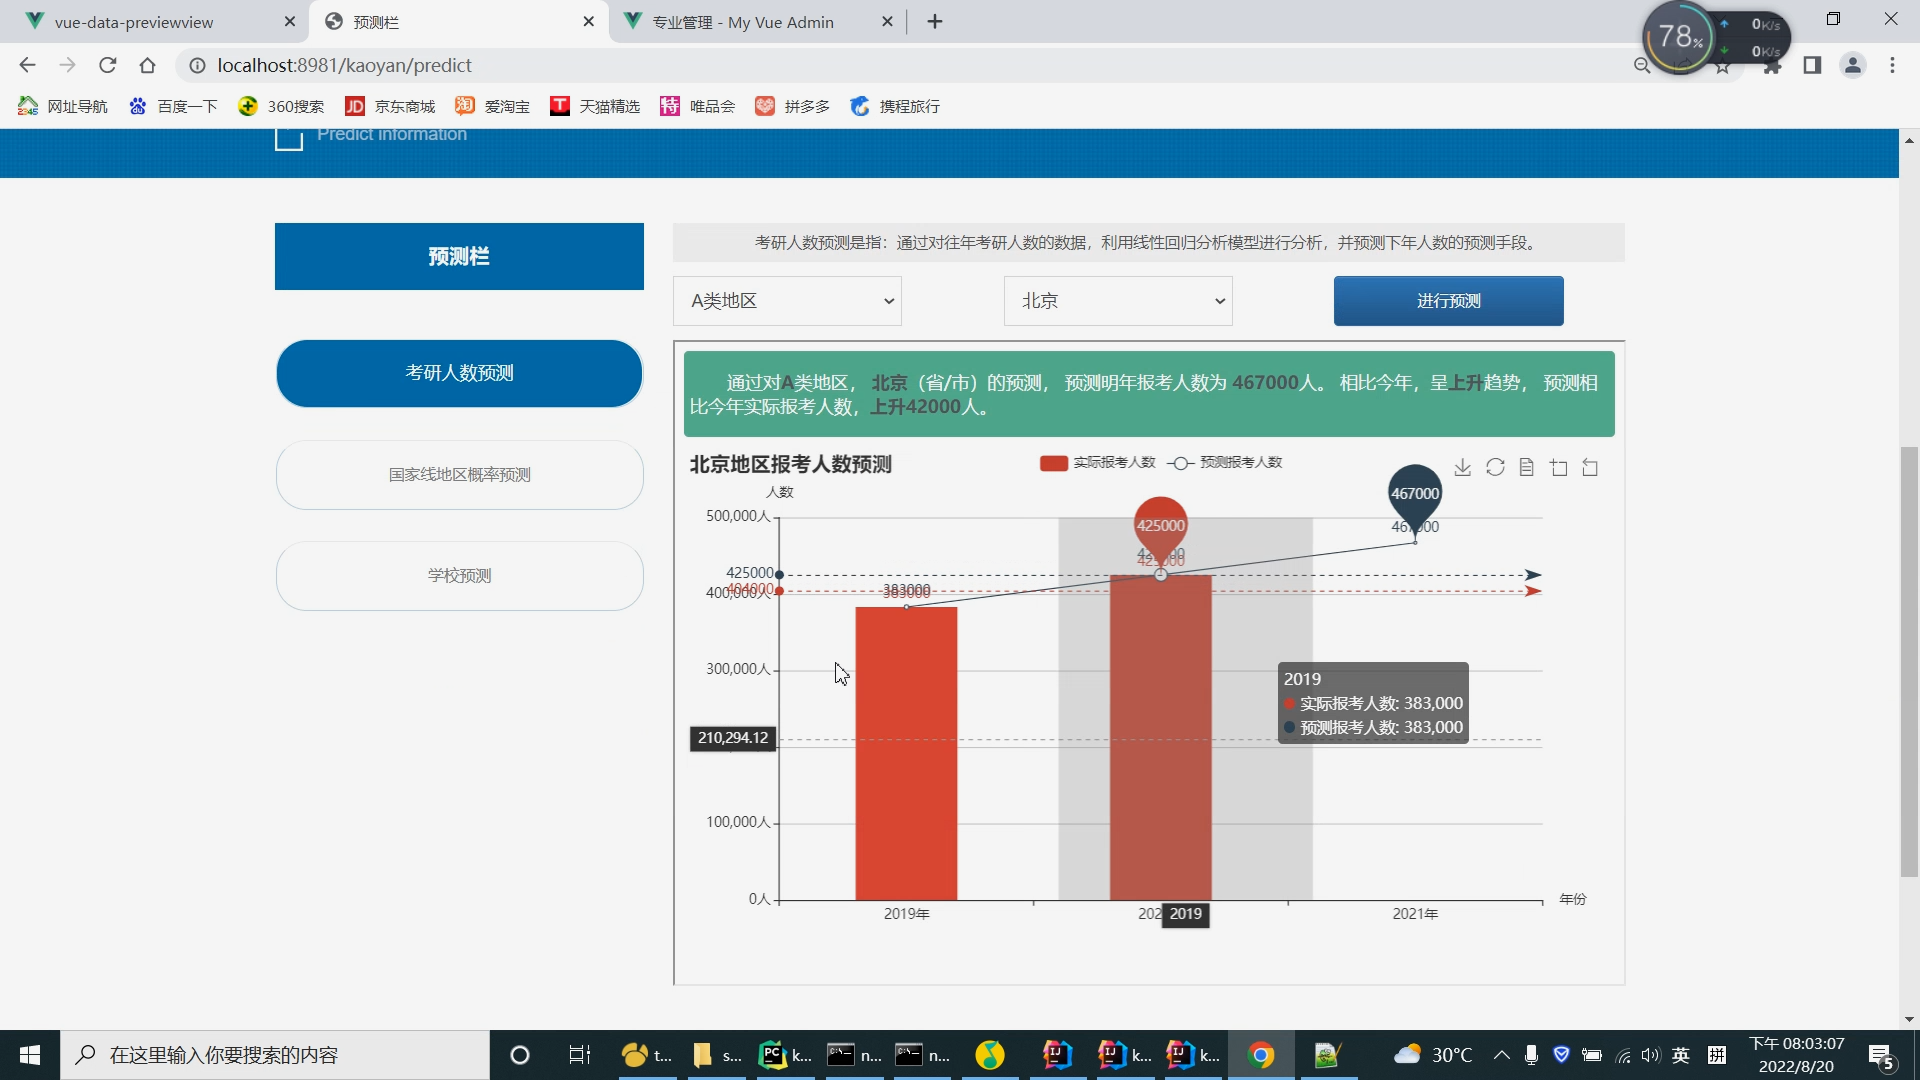 vue-data-previewview
预测栏
专业管理 - My Vue Admin
78%
0K/s
0K/s
localhost:8981/kaoyan/predict
网址导航
百度一下
360搜索
京东商城
爱淘宝
天猫精选
唯品会
拼多多
携程旅行
Predict information
预测栏
考研人数预测
国家线地区概率预测
学校预测
考研人数预测是指：通过对往年考研人数的数据，利用线性回归分析模型进行分析，并预测下年人数的预测手段。
A类地区
北京
进行预测
通过对A类地区， 北京（省/市）的预测， 预测明年报考人数为 467000人。 相比今年，呈上升趋势， 预测相
比今年实际报考人数，上升42000人。
北京地区报考人数预测
实际报考人数
预测报考人数
人数
467000
467000
500,000人
425000
425000
425000
404000
400,000人
383000
383000
300,000人
2019
实际报考人数: 383,000
预测报考人数: 383,000
210,294.12
100,000人
0人
年份
2019年
2019
2021年
在这里输入你要搜索的内容
t...
s...
k...
n...
n...
k...
k...
30°C
英
拼
下午 08:03:07
2022/8/20
5